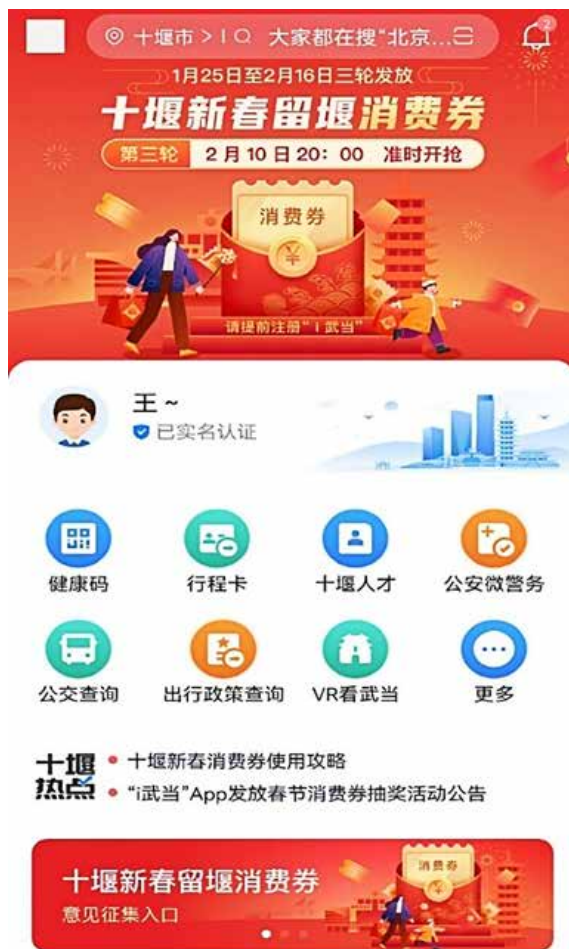 十堰市 > I 大家都在搜“北京...
2
1月25日至2月16日三轮发放
十堰新春留堰消费券
第三轮 2月10日20：00 准时开抢
消费券
请提前注册“i武当”
王~
已实名认证
健康码 行程卡 十堰人才 公安微警务
公交查询 出行政策查询 VR看武当 更多
十堰热点
十堰新春消费券使用攻略
“i武当”App发放春节消费券抽奖活动公告
十堰新春留堰消费券
意见征集入口
消费券